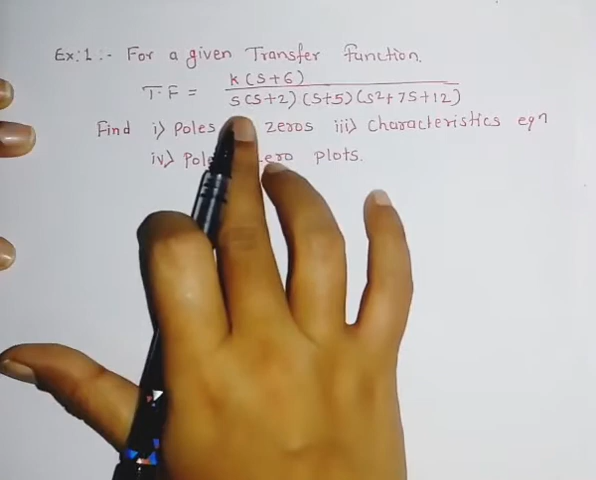 Ex:1:- For a given Transfer function.
T.F = K(S+6)
S(S+2)(S+5)(S²+7S+12)
Find i) Poles zeros iii) Characteristics eqn
iv) plots.